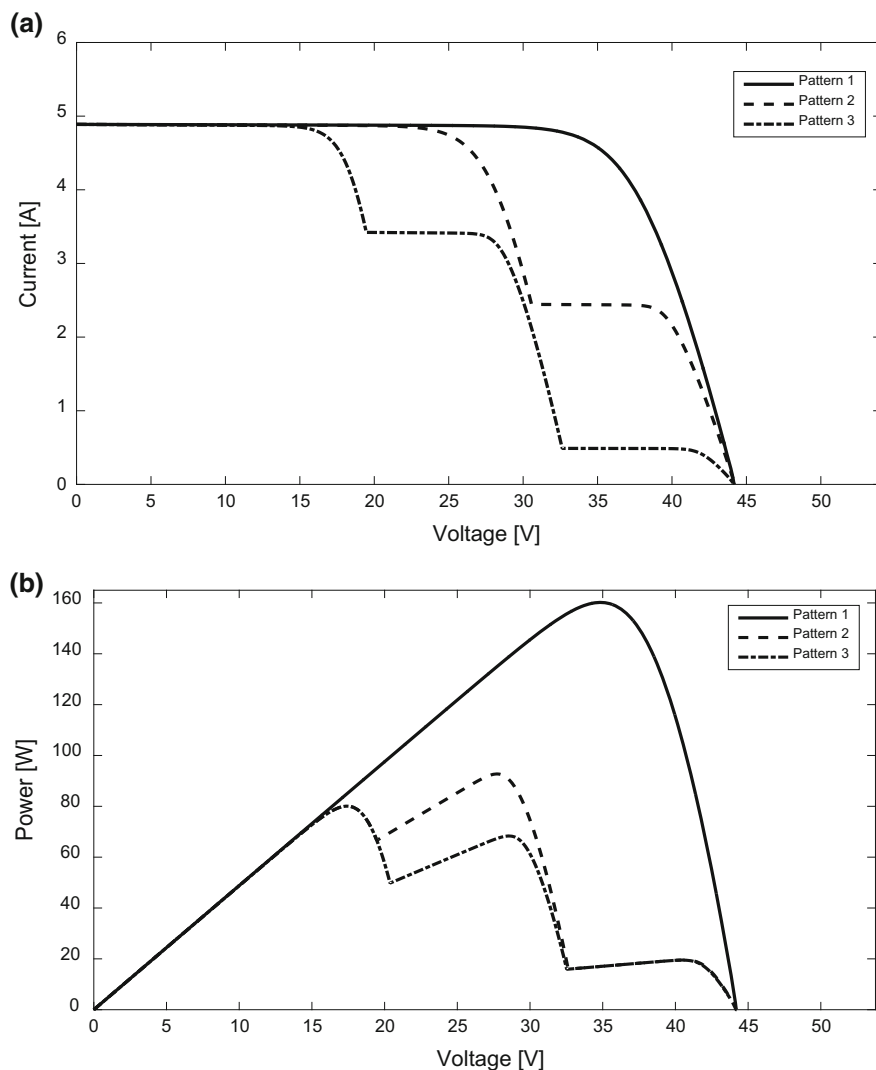 (a)
6
5
4
3
2
1
0
Current [A]
0 5 10 15 20 25 30 35 40 45 50
Voltage [V]
Pattern 1
Pattern 2
Pattern 3
(b)
160
140
120
100
80
60
40
20
0
Power [W]
0 5 10 15 20 25 30 35 40 45 50
Voltage [V]
Pattern 1
Pattern 2
Pattern 3